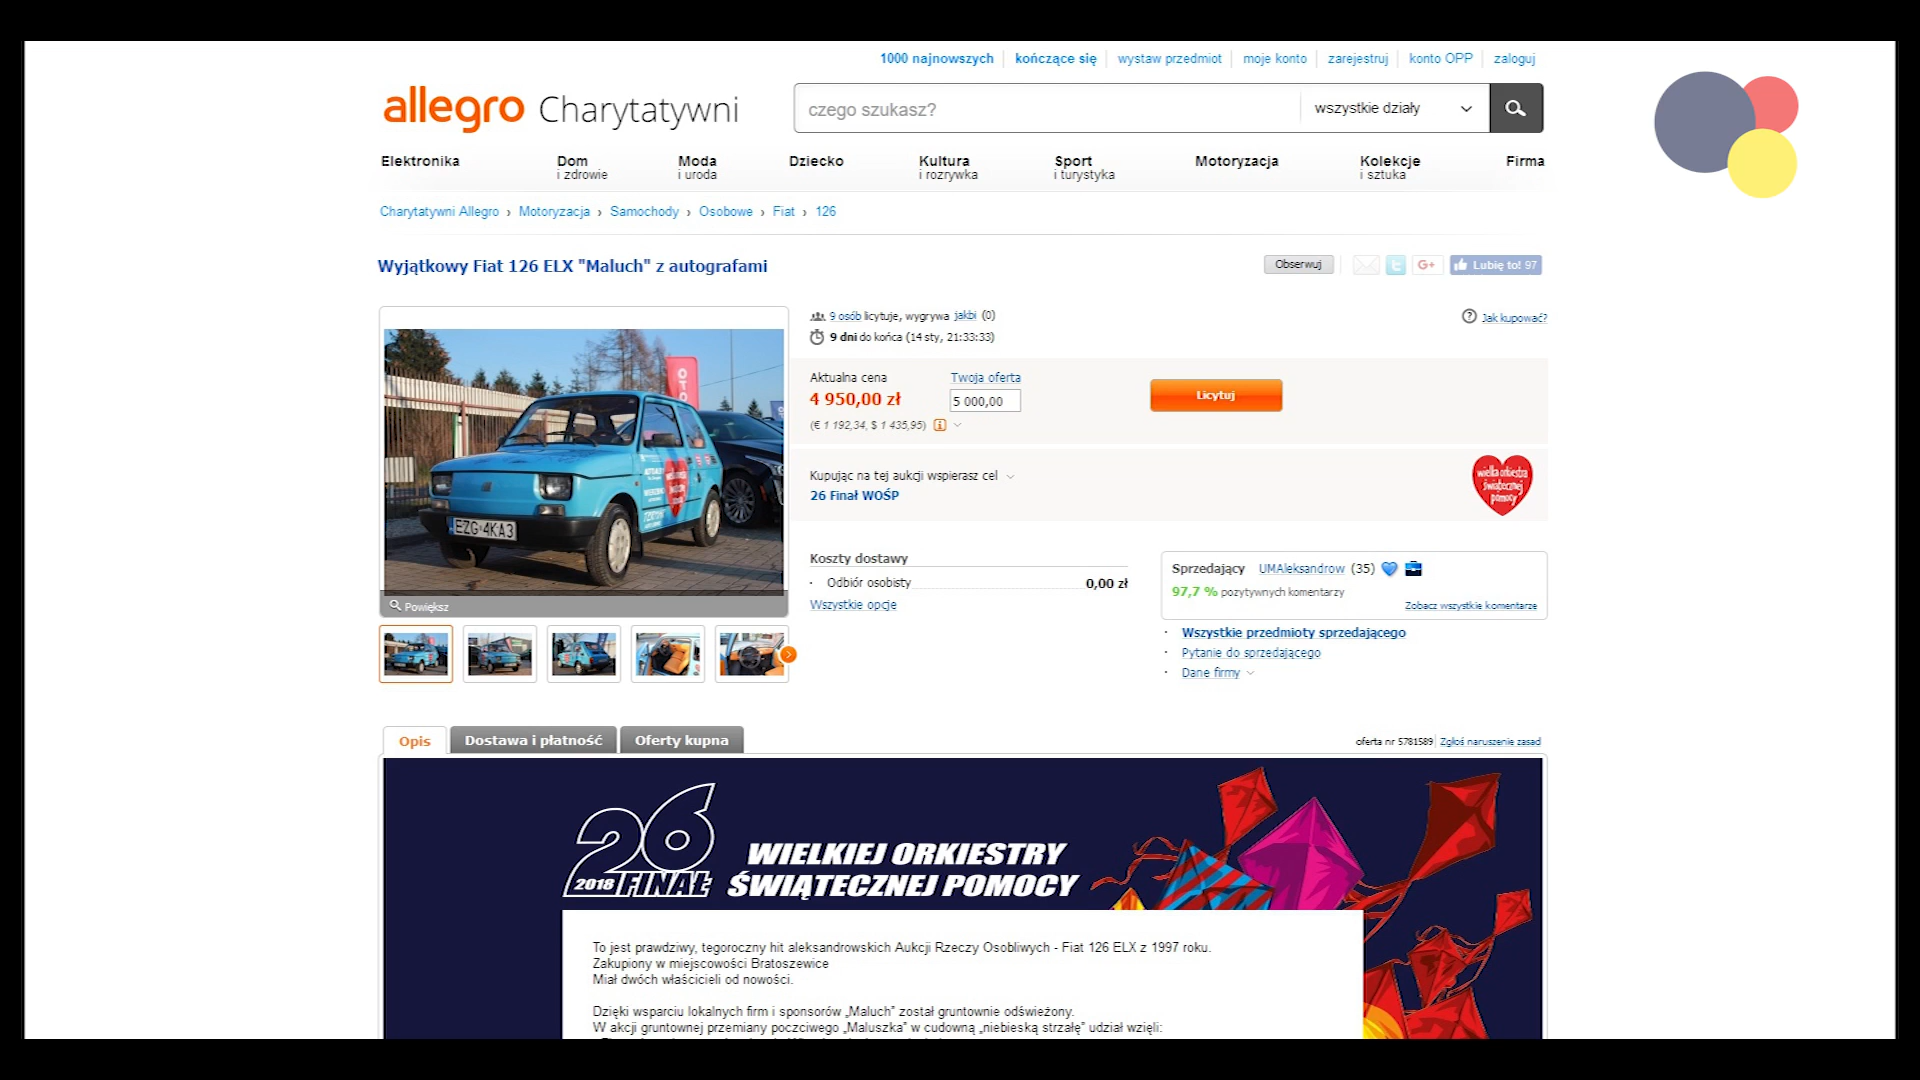 1000 najnowszych kończące się wystaw przedmiot moje konto zarejestruj konto OPP zaloguj
allegro Charytatywni
czego szukasz? wszystkie działy
Elektronika Dom i zdrowie Moda i uroda Dziecko Kultura i rozrywka Sport i turystyka Motoryzacja Kolekcje i sztuka Firma
Charytatywni Allegro › Motoryzacja › Samochody › Osobowe › Fiat › 126
Wyjątkowy Fiat 126 ELX "Maluch" z autografami
Obserwuj G+ Lubię to! 97
9 osób licytuje, wygrywa jakbi (0)
Jak kupować?
9 dni do końca (14 sty, 21:33:33)
Aktualna cena Twoja oferta
4 950,00 zł 5 000,00
Licytuj
(€ 1 192,34, $ 1 435,95)
Kupując na tej aukcji wspierasz cel
26 Finał WOŚP
wielka orkiestra
świątecznej
pomocy
EZG 4KA3
Powiększ
Koszty dostawy
· Odbiór osobisty 0,00 zł
Wszystkie opcje
Sprzedający UMAleksandrow (35)
97,7 % pozytywnych komentarzy
Zobacz wszystkie komentarze
· Wszystkie przedmioty sprzedającego
· Pytanie do sprzedającego
· Dane firmy
Opis Dostawa i płatność Oferty kupna
oferta nr 5781589 Zgłoś naruszenie zasad
26
2018 FINAŁ
WIELKIEJ ORKIESTRY
ŚWIĄTECZNEJ POMOCY
To jest prawdziwy, tegoroczny hit aleksandrowskich Aukcji Rzeczy Osobliwych - Fiat 126 ELX z 1997 roku.
Zakupiony w miejscowości Bratoszewice
Miał dwóch właścicieli od nowości.
Dzięki wsparciu lokalnych firm i sponsorów „Maluch" został gruntownie odświeżony.
W akcji gruntownej przemiany poczciwego „Maluszka" w cudowną „niebieską strzałę" udział wzięli: